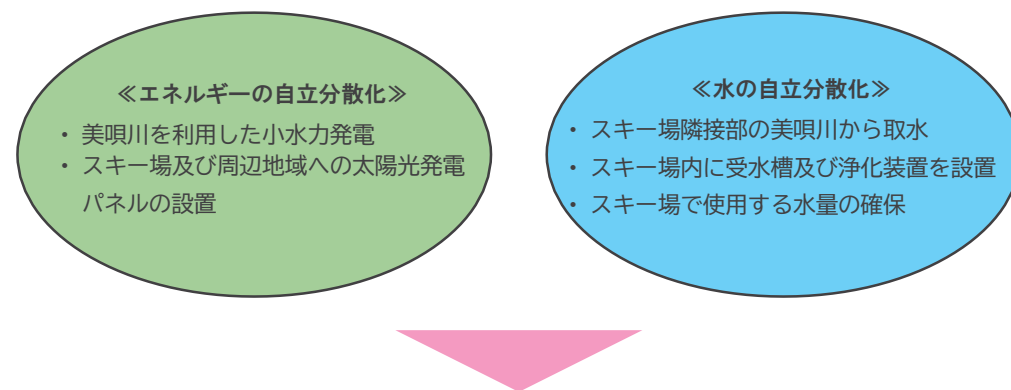 ≪エネルギーの自立分散化≫
・ 美唄川を利用した小水力発電
・ スキー場及び周辺地域への太陽光発電
パネルの設置
≪水の自立分散化≫
・ スキー場隣接部の美唄川から取水
・ スキー場内に受水槽及び浄化装置を設置
・ スキー場で使用する水量の確保